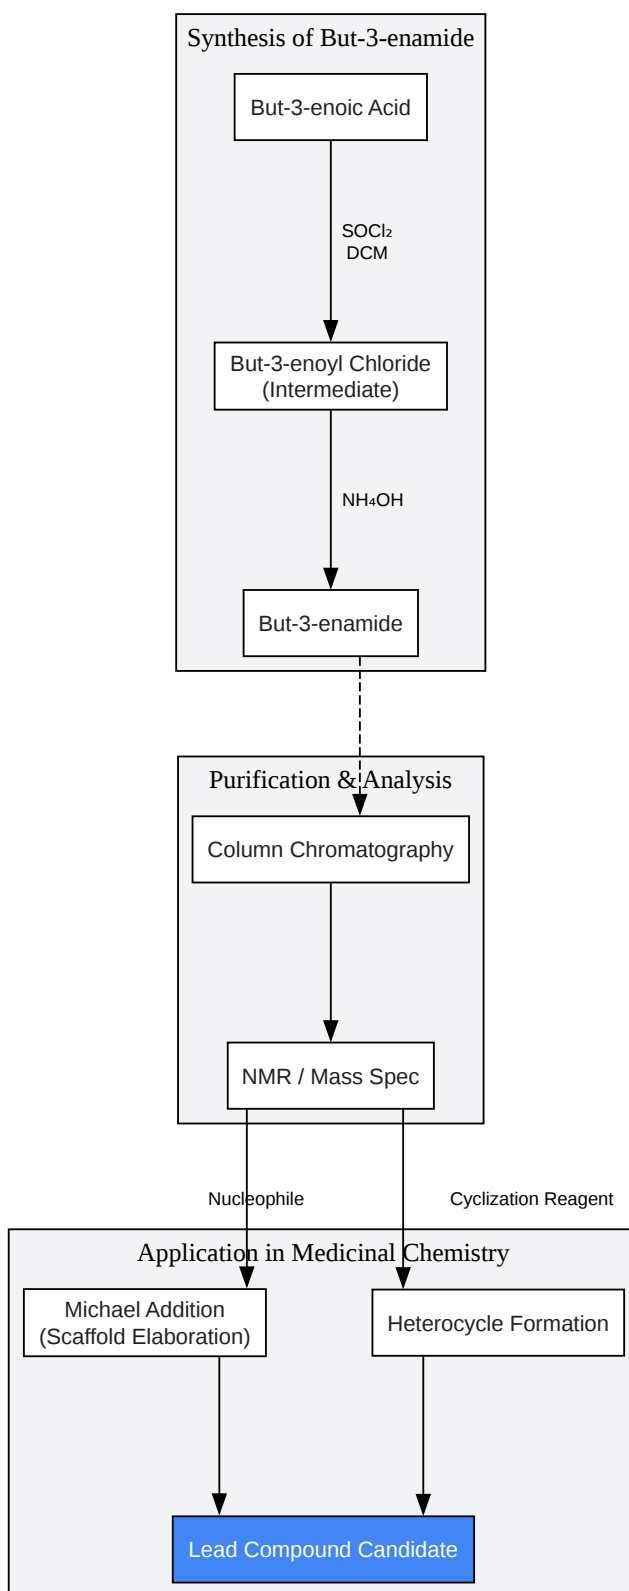 Synthesis of But-3-enamide
But-3-enoic Acid
SOCl₂
DCM
But-3-enoyl Chloride
(Intermediate)
NH₄OH
But-3-enamide
Purification & Analysis
Column Chromatography
NMR / Mass Spec
Nucleophile
Cyclization Reagent
Application in Medicinal Chemistry
Michael Addition
(Scaffold Elaboration)
Heterocycle Formation
Lead Compound Candidate